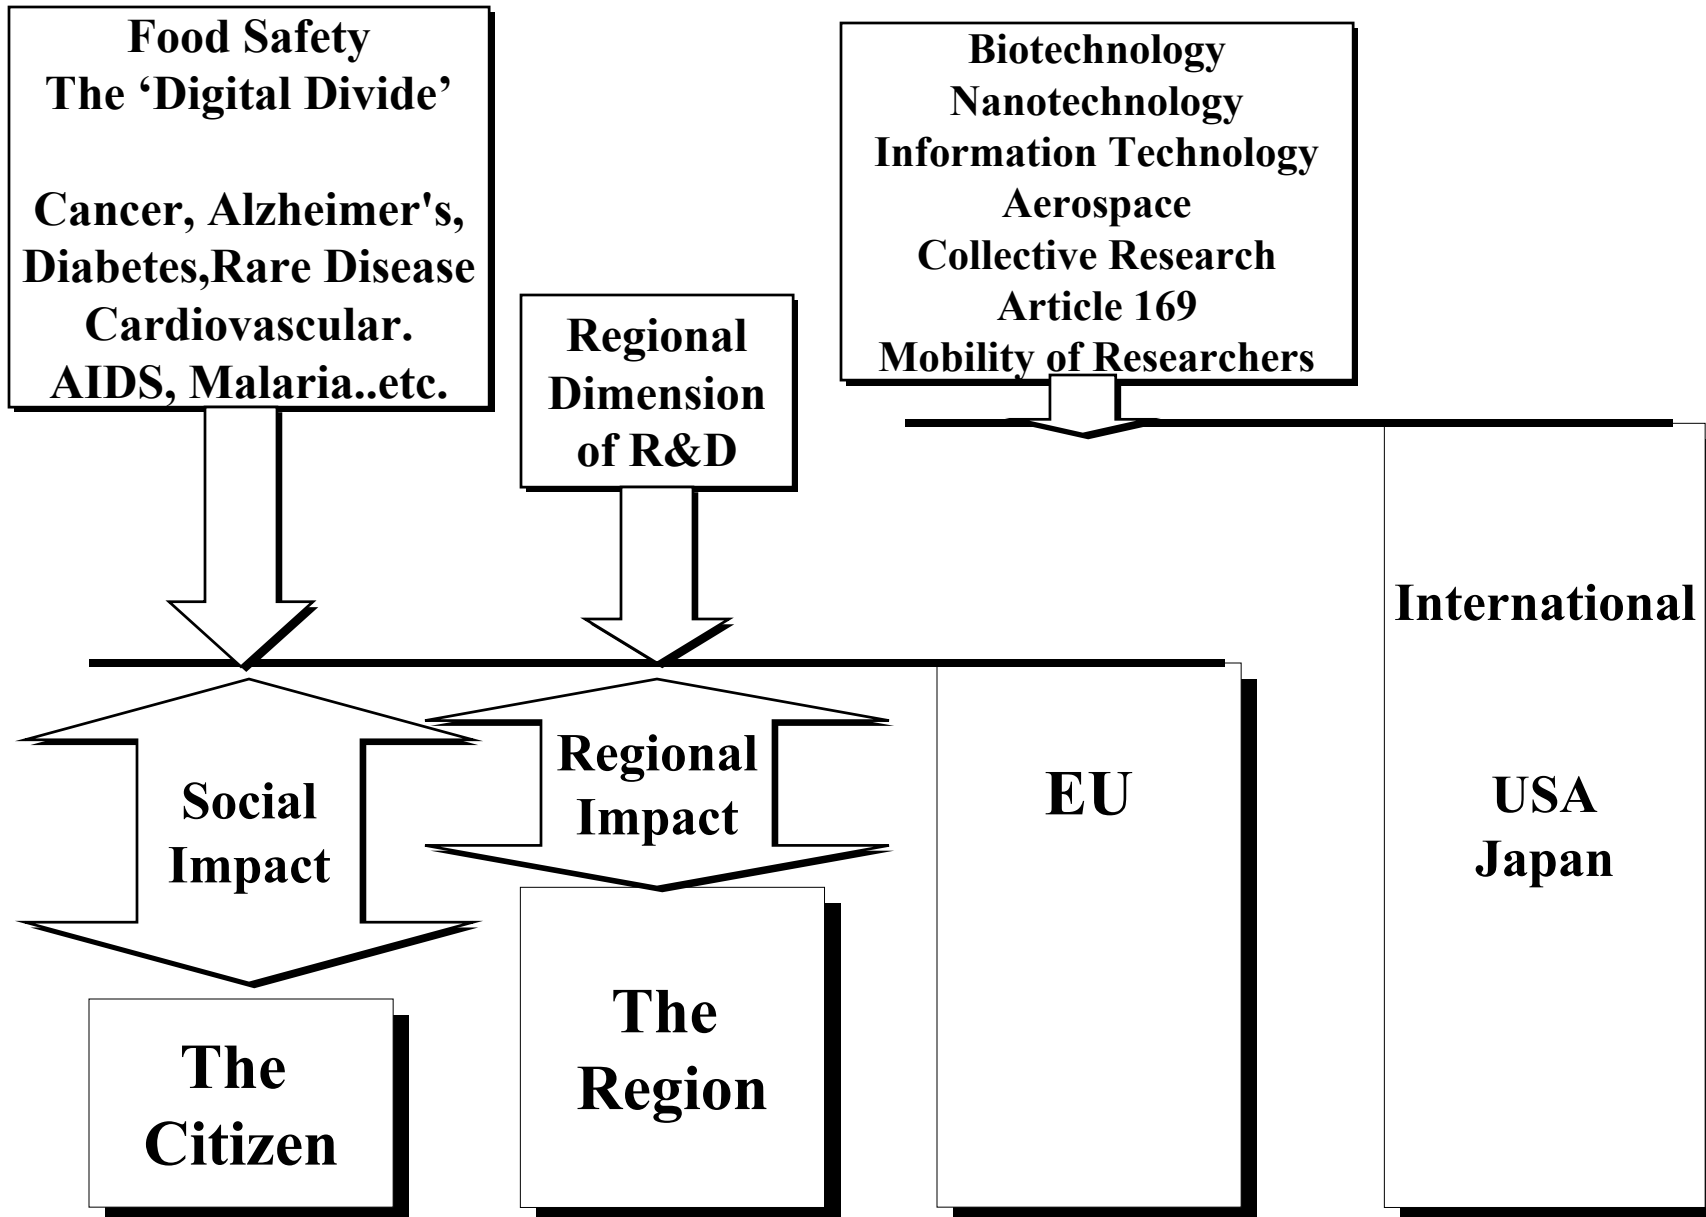 Food Safety
The ‘Digital Divide’
Cancer, Alzheimer's,
Diabetes,Rare Disease
Cardiovascular.
AIDS, Malaria..etc.
Regional
Dimension
of R&D
Biotechnology
Nanotechnology
Information Technology
Aerospace
Collective Research
Article 169
Mobility of Researchers
Social
Impact
Regional
Impact
EU
International
USA
Japan
The
Citizen
The
Region